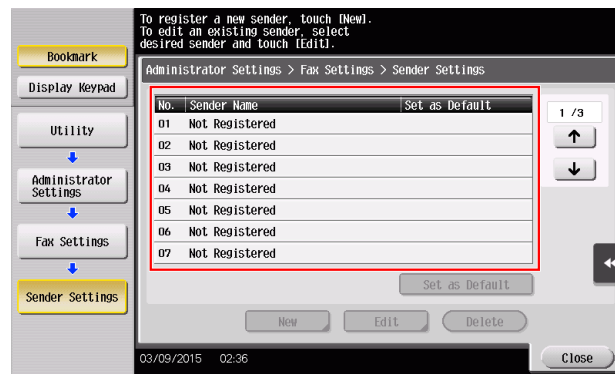 To register a new sender, touch [New].
To edit an existing sender, select
desired sender and touch [Edit].
Bookmark
Display Keypad
Utility
Administrator
Settings
Fax Settings
Sender Settings
Administrator Settings > Fax Settings > Sender Settings
No. Sender Name Set as Default
01 Not Registered
02 Not Registered
03 Not Registered
04 Not Registered
05 Not Registered
06 Not Registered
07 Not Registered
1 /3
Set as Default
New Edit Delete
03/09/2015 02:36
Close